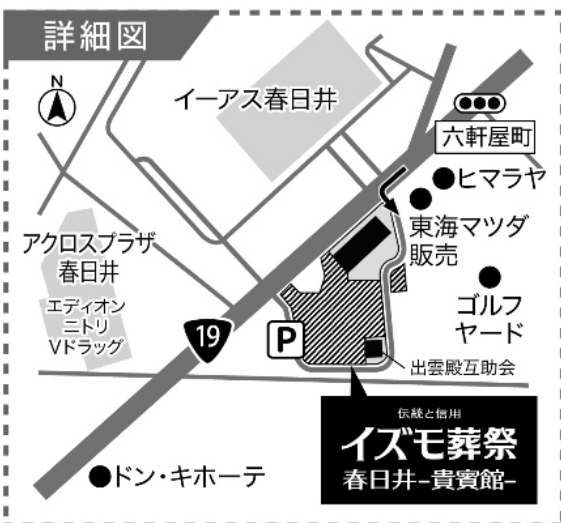 詳細図
N
イーアス春日井
六軒屋町
ヒマラヤ
東海マツダ
販売
アクロスプラザ
春日井
エディオン
ニトリ
Vドラッグ
ゴルフ
ヤード
19
P
出雲殿互助会
伝統と信用
イズモ葬祭
春日井-貴賓館-
ドン・キホーテ